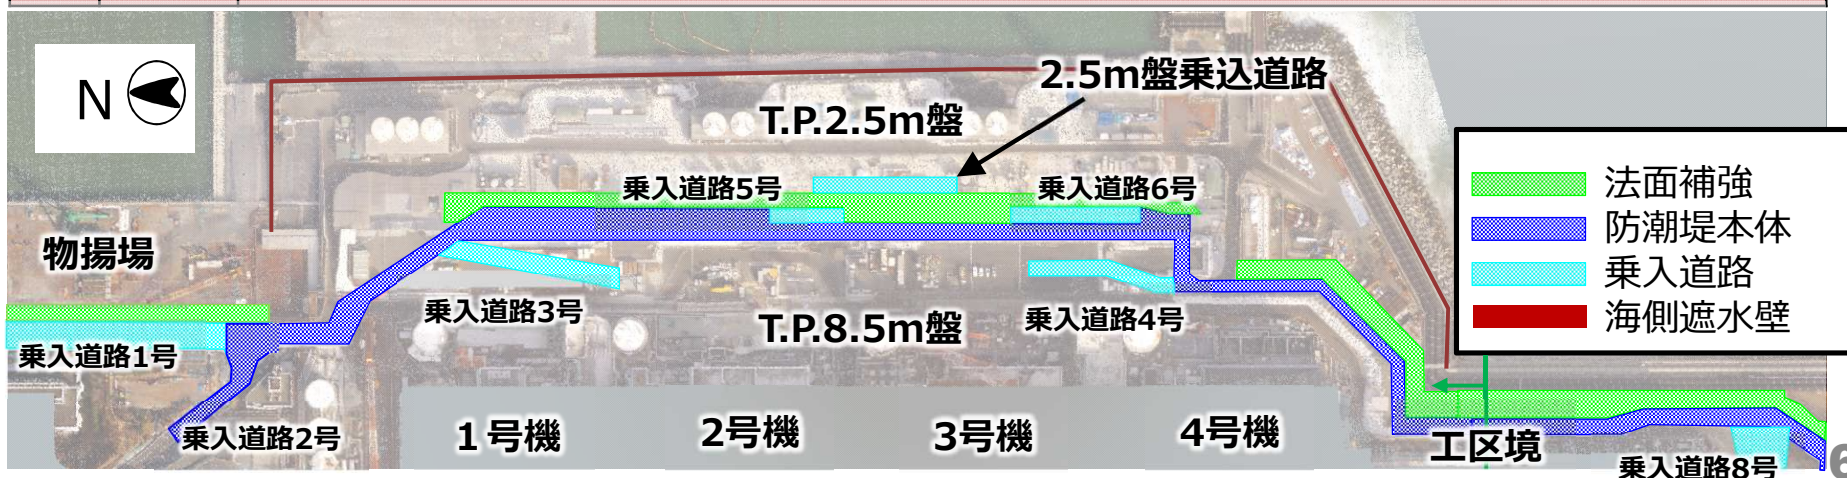 N
2.5m盤乗込道路
T.P.2.5m盤
乗入道路5号
乗入道路6号
法面補強
防潮堤本体
乗入道路
海側遮水壁
物揚場
乗入道路3号
T.P.8.5m盤
乗入道路4号
乗入道路1号
乗入道路2号
1号機
2号機
3号機
4号機
工区境
乗入道路8号
6